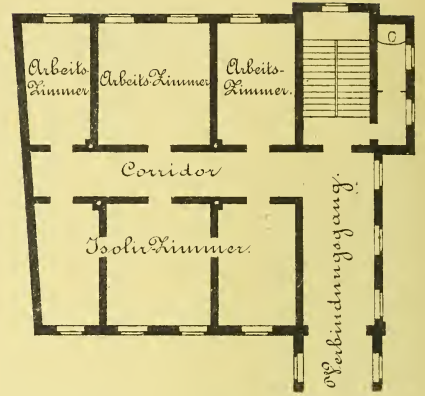 Arbeits-
Zimmer
Arbeits-Zimmer
Arbeits-
Zimmer.
C
Corridor
Isolir-Zimmer.
Verbindungsgang.